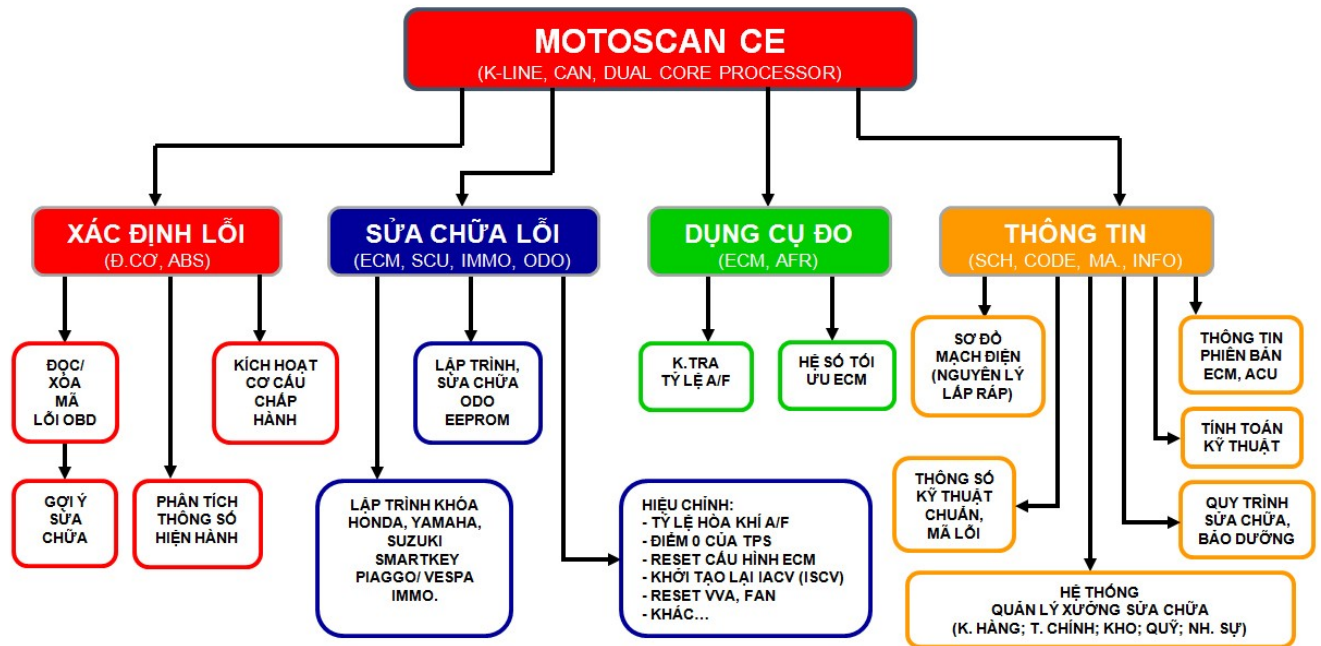 MOTOSCAN CE
(K-LINE, CAN, DUAL CORE PROCESSOR)
XÁC ĐỊNH LỖI
(Đ.CƠ, ABS)
SỬA CHỮA LỖI
(ECM, SCU, IMMO, ODO)
DỤNG CỤ ĐO
(ECM, AFR)
THÔNG TIN
(SCH, CODE, MA., INFO)
ĐỌC/
XÓA
MÃ
LỖI OBD
KÍCH HOẠT
CƠ CẤU
CHẤP
HÀNH
GỢI Ý
SỬA
CHỮA
PHÂN TÍCH
THÔNG SỐ
HIỆN HÀNH
LẬP TRÌNH,
SỬA CHỮA
ODO
EEPROM
LẬP TRÌNH KHÓA
HONDA, YAMAHA,
SUZUKI
SMARTKEY
PIAGGO/ VESPA
IMMO.
HIỆU CHỈNH:
- TỶ LỆ HÒA KHÍ A/F
- ĐIỂM 0 CỦA TPS
- RESET CẤU HÌNH ECM
- KHỞI TẠO LẠI IACV (ISCV)
- RESET VVA, FAN
- KHÁC...
K.TRA
TỶ LỆ A/F
HỆ SỐ TỐI
ƯU ECM
SƠ ĐỒ
MẠCH ĐIỆN
(NGUYÊN LÝ
LẮP RÁP)
THÔNG TIN
PHIÊN BẢN
ECM, ACU
TÍNH TOÁN
KỸ THUẬT
THÔNG SỐ
KỸ THUẬT
CHUẨN,
MÃ LỖI
QUY TRÌNH
SỬA CHỮA,
BẢO DƯỠNG
HỆ THỐNG
QUẢN LÝ XƯỞNG SỬA CHỮA
(K. HÀNG; T. CHÍNH; KHO; QUỸ; NH. SỰ)